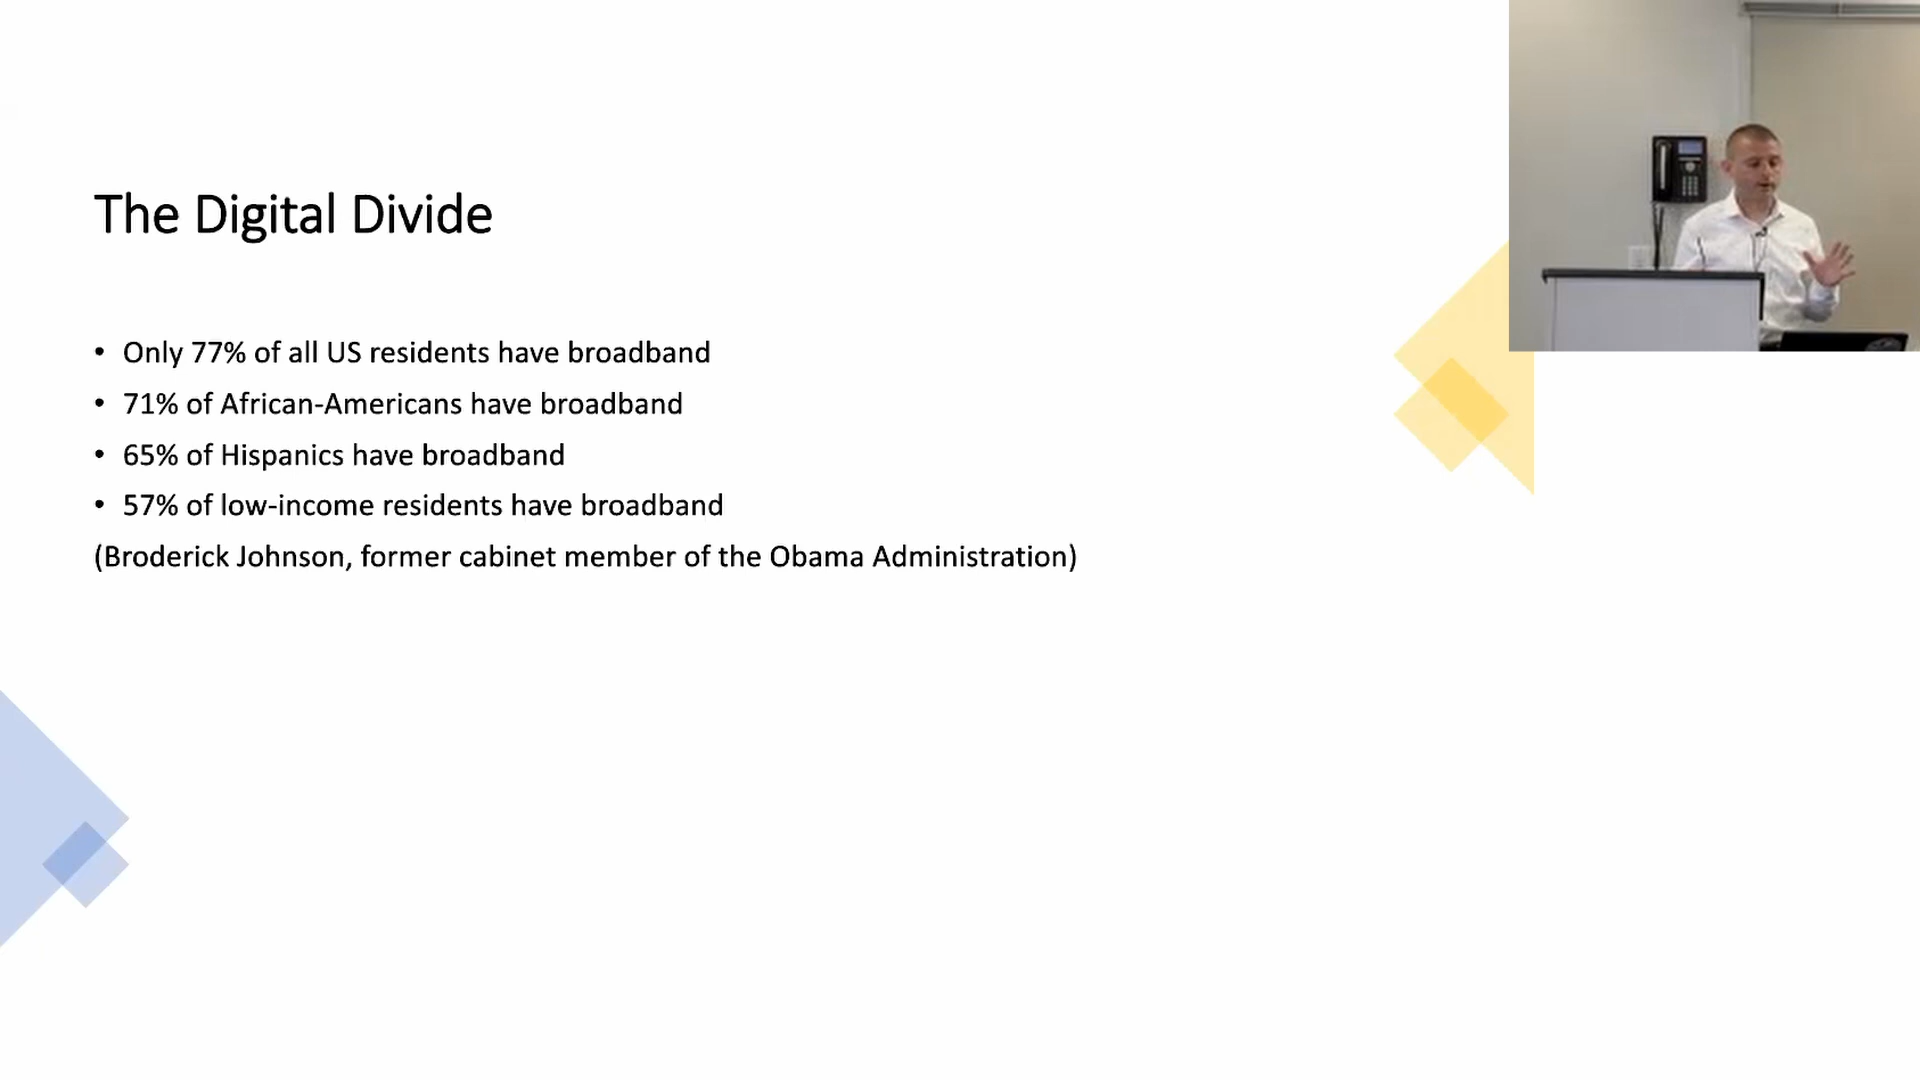 The Digital Divide
• Only 77% of all US residents have broadband
• 71% of African-Americans have broadband
• 65% of Hispanics have broadband
• 57% of low-income residents have broadband
(Broderick Johnson, former cabinet member of the Obama Administration)